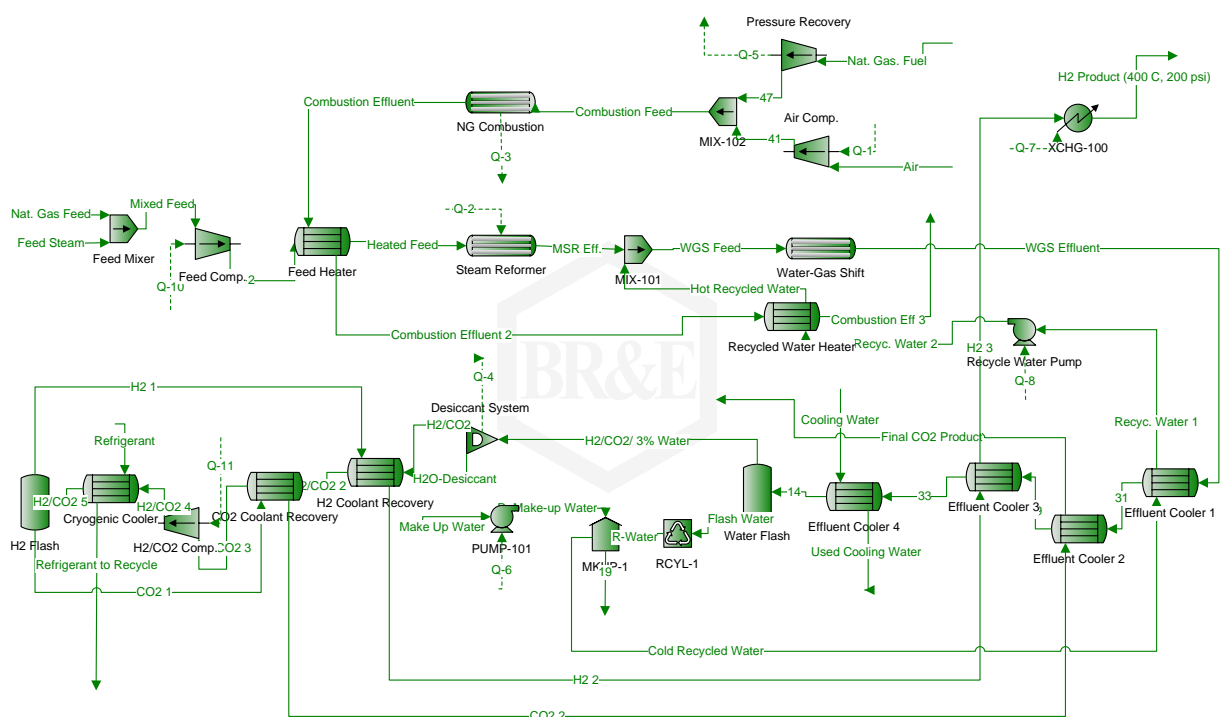 Pressure Recovery
Q-5
Nat. Gas. Fuel
H2 Product (400 C, 200 psi)
Combustion Effluent
47
Combustion Feed
NG Combustion
Air Comp.
MIX-102
41
Q-1
Q-7
XCHG-100
Q-3
Air
Nat. Gas Feed
Mixed Feed
Q-2
Feed Steam
Heated Feed
MSR Eff.
WGS Feed
WGS Effluent
Feed Mixer
Feed Comp.
2
Feed Heater
Steam Reformer
MIX-101
Water-Gas Shift
Q-10
Hot Recycled Water
Combustion Effluent 2
Combustion Eff 3
Recycled Water Heater
Recyc. Water 2
H2 3
Recycle Water Pump
BR&E
Q-4
Q-8
H2 1
Desiccant System
Cooling Water
Recyc. Water 1
H2/CO2
Final CO2 Product
Refrigerant
H2/CO2/ 3% Water
Q-11
H2O-Desiccant
H2/CO2 5
H2/CO2 4
2/CO2 2
H2 Coolant Recovery
14
33
31
Cryogenic Cooler
CO2 Coolant Recovery
Make-up Water
Flash Water
Effluent Cooler 3
Effluent Cooler 1
H2 Flash
H2/CO2 Comp.
CO2 3
Make Up Water
PUMP-101
R-Water
Water Flash
Effluent Cooler 4
Used Cooling Water
Effluent Cooler 2
Refrigerant to Recycle
Q-6
MKUP-1
19
RCYL-1
CO2 1
Cold Recycled Water
H2 2
CO2 2